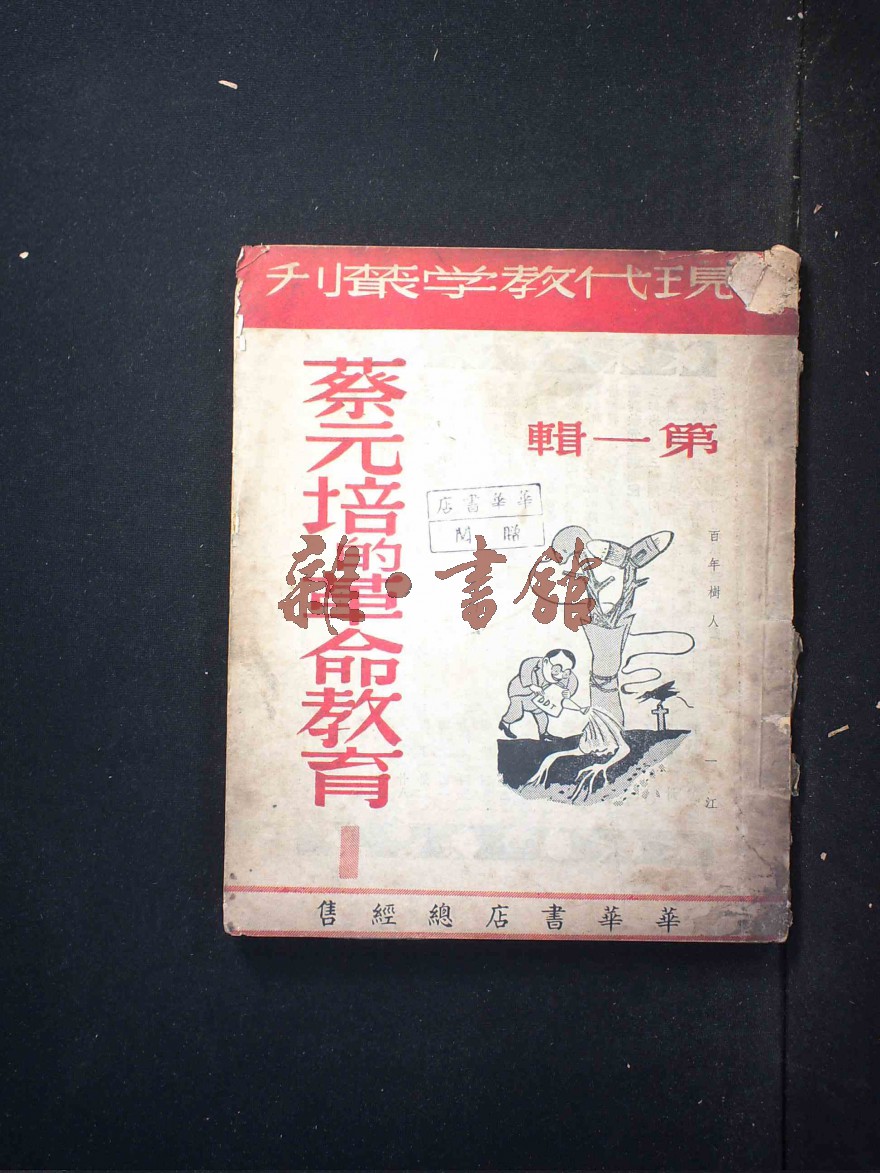 現代教学叢刊
第一輯
蔡元培的革命教育
1
華華書店
贈閱
百年樹人
一江
DDT
華華書店總經售
雜·書館